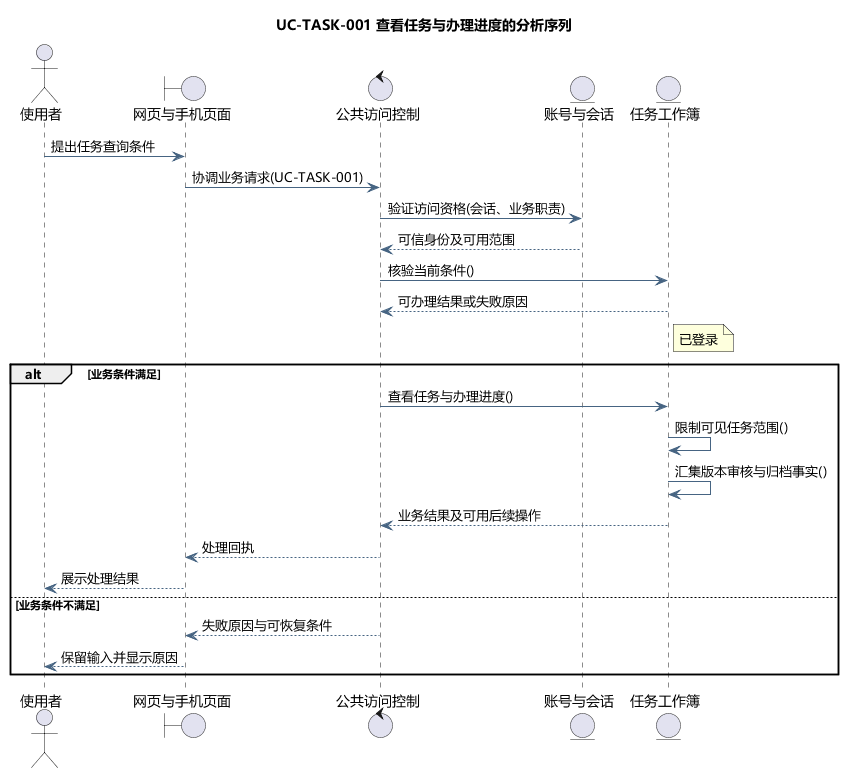 UC-TASK-001 查看任务与办理进度的分析序列
使用者
网页与手机页面
公共访问控制
账号与会话
任务工作簿
提出任务查询条件
协调业务请求(UC-TASK-001)
验证访问资格(会话、业务职责)
可信身份及可用范围
核验当前条件()
可办理结果或失败原因
已登录
alt [业务条件满足]
查看任务与办理进度()
限制可见任务范围()
汇集版本审核与归档事实()
业务结果及可用后续操作
处理回执
展示处理结果
[业务条件不满足]
失败原因与可恢复条件
保留输入并显示原因
使用者
网页与手机页面
公共访问控制
账号与会话
任务工作簿